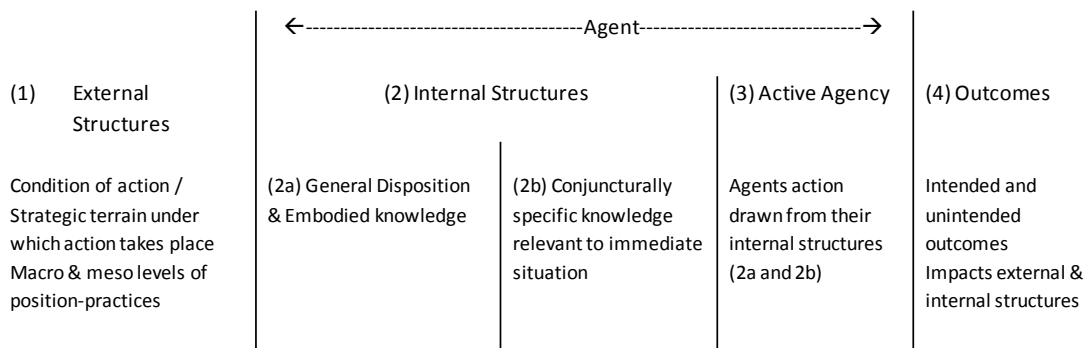 ←----------------------------------------Agent--------------------------------→
(1) External Structures
(2) Internal Structures
(3) Active Agency
(4) Outcomes
Condition of action /
Strategic terrain under
which action takes place
Macro & meso levels of
position-practices
(2a) General Disposition
& Embodied knowledge
(2b) Conjuncturally
specific knowledge
relevant to immediate
situation
Agents action
drawn from their
internal structures
(2a and 2b)
Intended and
unintended
outcomes
Impacts external &
internal structures